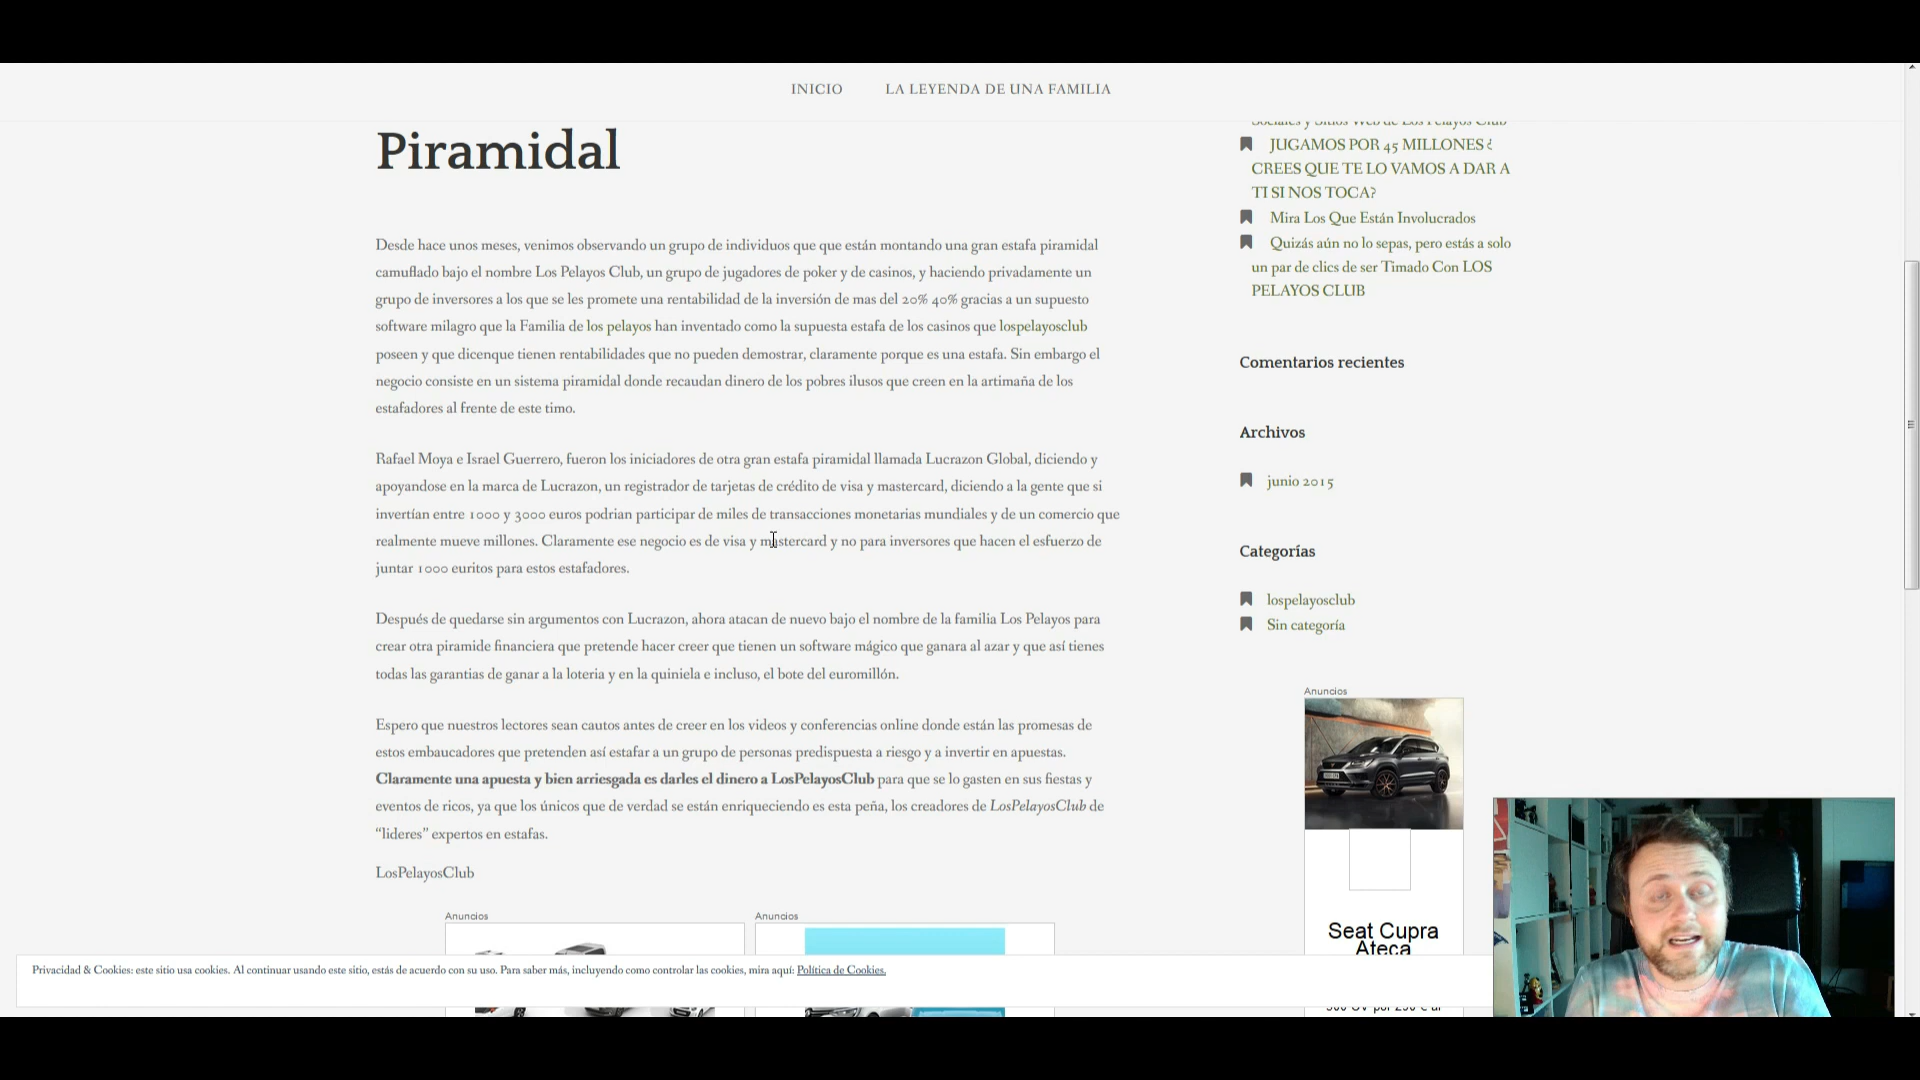 INICIO
LA LEYENDA DE UNA FAMILIA
Piramidal
Desde hace unos meses, venimos observando un grupo de individuos que que están montando una gran estafa piramidal
camuflado bajo el nombre Los Pelayos Club, un grupo de jugadores de poker y de casinos, y haciendo privadamente un
grupo de inversores a los que se les promete una rentabilidad de la inversión de mas del 20% 40% gracias a un supuesto
software milagro que la Familia de los pelayos han inventado como la supuesta estafa de los casinos que lospelayosclub
poseen y que dicenque tienen rentabilidades que no pueden demostrar, claramente porque es una estafa. Sin embargo el
negocio consiste en un sistema piramidal donde recaudan dinero de los pobres ilusos que creen en la artimaña de los
estafadores al frente de este timo.
Rafael Moya e Israel Guerrero, fueron los iniciadores de otra gran estafa piramidal llamada Lucrazon Global, diciendo y
apoyandose en la marca de Lucrazon, un registrador de tarjetas de crédito de visa y mastercard, diciendo a la gente que si
invertían entre 1000 y 3000 euros podrian participar de miles de transacciones monetarias mundiales y de un comercio que
realmente mueve millones. Claramente ese negocio es de visa y mastercard y no para inversores que hacen el esfuerzo de
juntar 1000 euritos para estos estafadores.
Después de quedarse sin argumentos con Lucrazon, ahora atacan de nuevo bajo el nombre de la familia Los Pelayos para
crear otra piramide financiera que pretende hacer creer que tienen un software mágico que ganara al azar y que así tienes
todas las garantias de ganar a la loteria y en la quiniela e incluso, el bote del euromillón.
Espero que nuestros lectores sean cautos antes de creer en los videos y conferencias online donde están las promesas de
estos embaucadores que pretenden así estafar a un grupo de personas predispuesta a riesgo y a invertir en apuestas.
Claramente una apuesta y bien arriesgada es darles el dinero a LosPelayosClub para que se lo gasten en sus fiestas y
eventos de ricos, ya que los únicos que de verdad se están enriqueciendo es esta peña, los creadores de LosPelayosClub de
“lideres” expertos en estafas.
LosPelayosClub
Anuncios
Anuncios
Sociales y Sitios Web de Los Pelayos Club
JUGAMOS POR 45 MILLONES ¿
CREES QUE TE LO VAMOS A DAR A
TI SI NOS TOCA?
Mira Los Que Están Involucrados
Quizás aún no lo sepas, pero estás a solo
un par de clics de ser Timado Con LOS
PELAYOS CLUB
Comentarios recientes
Archivos
junio 2015
Categorías
lospelayosclub
Sin categoría
Anuncios
Seat Cupra
Ateca
Privacidad & Cookies: este sitio usa cookies. Al continuar usando este sitio, estás de acuerdo con su uso. Para saber más, incluyendo como controlar las cookies, mira aquí: Política de Cookies.